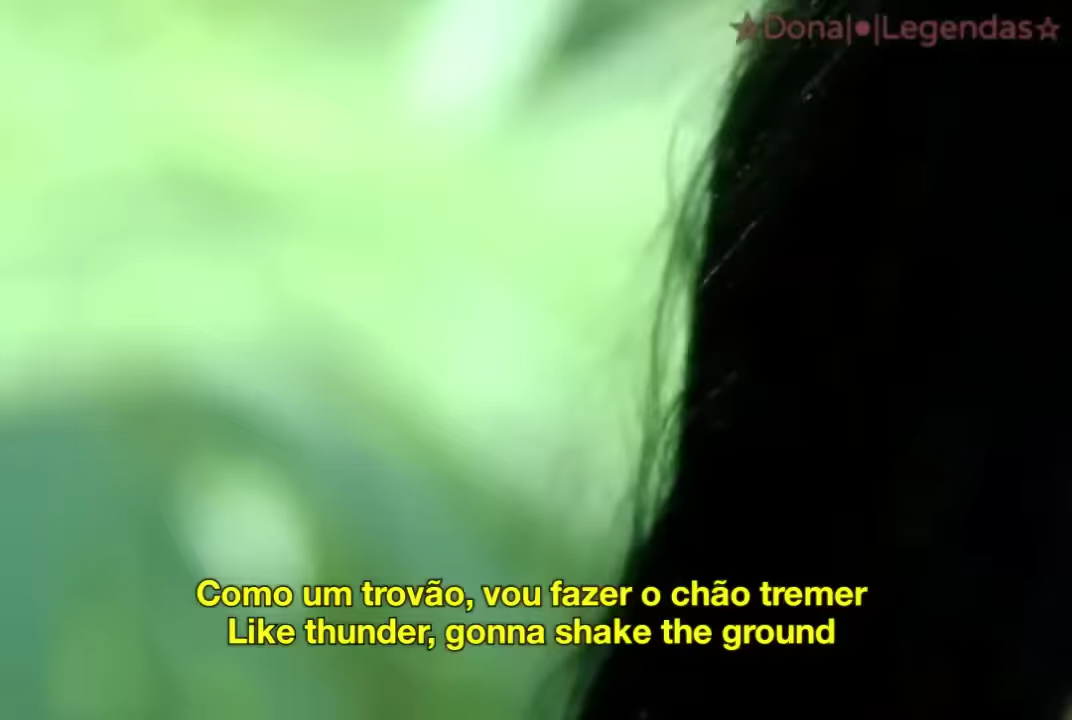 ☆Dona|•|Legendas☆
Como um trovão, vou fazer o chão tremer
Like thunder, gonna shake the ground